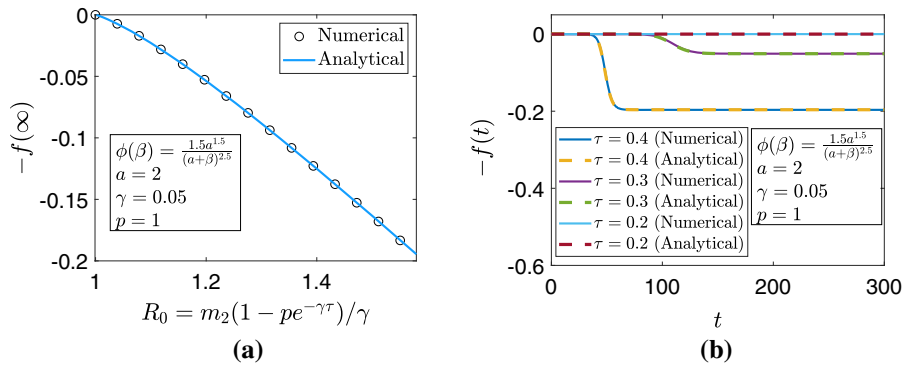 0
-0.05
-0.1
-0.15
-0.2
−f(∞)
Numerical
Analytical
ϕ(β) = 1.5a^1.5/(a+β)^2.5
a = 2
γ = 0.05
p = 1
1 1.2 1.4
R₀ = m₂(1 − pe^−γτ)/γ
(a)
0
-0.2
-0.4
-0.6
−f(t)
τ = 0.4 (Numerical)
τ = 0.4 (Analytical)
τ = 0.3 (Numerical)
τ = 0.3 (Analytical)
τ = 0.2 (Numerical)
τ = 0.2 (Analytical)
ϕ(β) = 1.5a^1.5/(a+β)^2.5
a = 2
γ = 0.05
p = 1
0 100 200 300
t
(b)